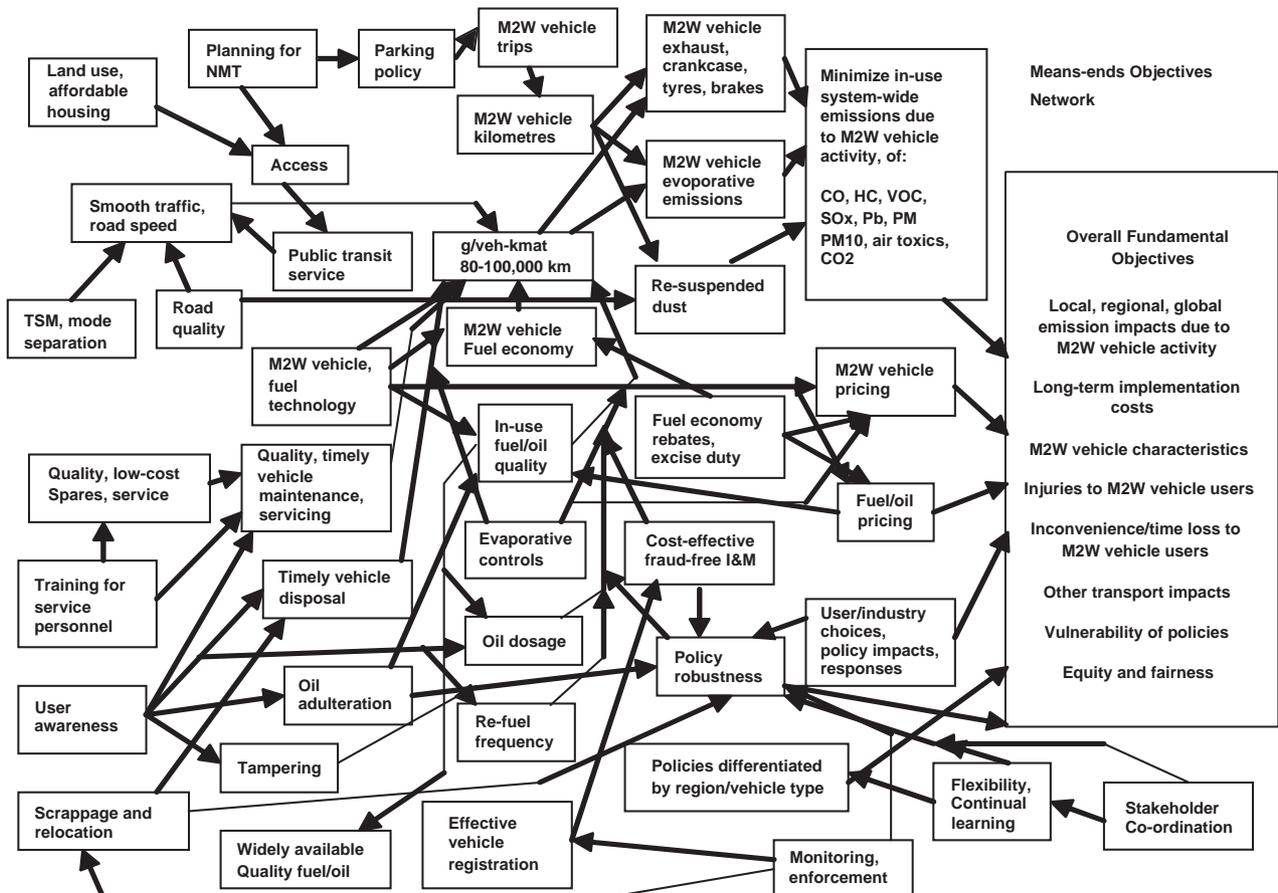 Planning for
NMT
Parking
policy
M2W vehicle
trips
M2W vehicle
exhaust,
crankcase,
tyres, brakes
Minimize in-use
system-wide
emissions due
to M2W vehicle
activity, of:
CO, HC, VOC,
SOx, Pb, PM
PM10, air toxics,
CO2
Means-ends Objectives
Network
Land use,
affordable
housing
M2W vehicle
kilometres
Access
M2W vehicle
evoporative
emissions
Smooth traffic,
road speed
Public transit
service
g/veh-kmat
80-100,000 km
Re-suspended
dust
TSM, mode
separation
Road
quality
M2W vehicle
Fuel economy
M2W vehicle,
fuel
technology
M2W vehicle
pricing
In-use
fuel/oil
quality
Fuel economy
rebates,
excise duty
Quality, low-cost
Spares, service
Quality, timely
vehicle
maintenance,
servicing
Fuel/oil
pricing
Evaporative
controls
Cost-effective
fraud-free I&M
Training for
service
personnel
Timely vehicle
disposal
Oil dosage
User/industry
choices,
policy impacts,
responses
Policy
robustness
User
awareness
Oil
adulteration
Re-fuel
frequency
Tampering
Policies differentiated
by region/vehicle type
Flexibility,
Continual
learning
Stakeholder
Co-ordination
Scrappage and
relocation
Widely available
Quality fuel/oil
Effective
vehicle
registration
Monitoring,
enforcement
Overall Fundamental
Objectives
Local, regional, global
emission impacts due to
M2W vehicle activity
Long-term implementation
costs
M2W vehicle characteristics
Injuries to M2W vehicle users
Inconvenience/time loss to
M2W vehicle users
Other transport impacts
Vulnerability of policies
Equity and fairness